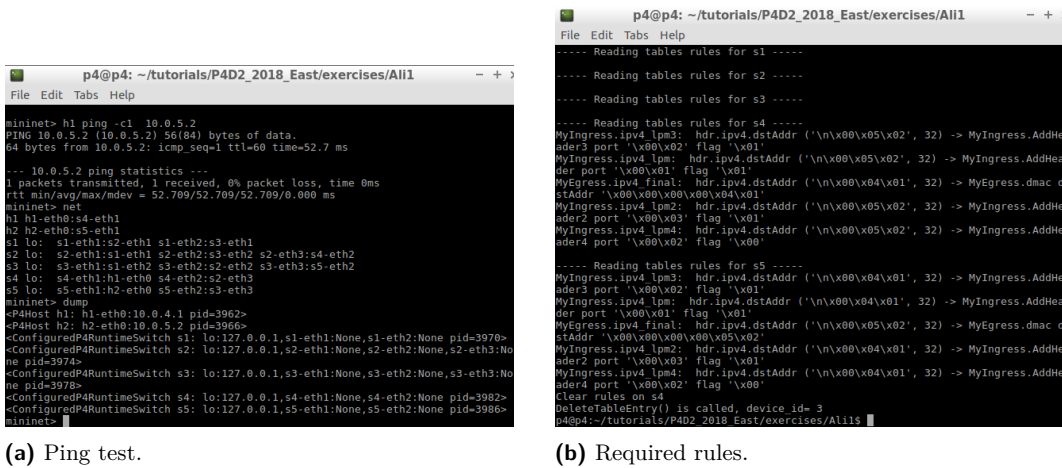 p4@p4: ~/tutorials/P4D2_2018_East/exercises/Ali1
File Edit Tabs Help
mininet> h1 ping -c1  10.0.5.2
PING 10.0.5.2 (10.0.5.2) 56(84) bytes of data.
64 bytes from 10.0.5.2: icmp_seq=1 ttl=60 time=52.7 ms
--- 10.0.5.2 ping statistics ---
1 packets transmitted, 1 received, 0% packet loss, time 0ms
rtt min/avg/max/mdev = 52.709/52.709/52.709/0.000 ms
mininet> net
h1 h1-eth0:s4-eth1
h2 h2-eth0:s5-eth1
s1 lo:  s1-eth1:s2-eth1 s1-eth2:s3-eth1
s2 lo:  s2-eth1:s1-eth1 s2-eth2:s3-eth2 s2-eth3:s4-eth2
s3 lo:  s3-eth1:s1-eth2 s3-eth2:s2-eth2 s3-eth3:s5-eth2
s4 lo:  s4-eth1:h1-eth0 s4-eth2:s2-eth3
s5 lo:  s5-eth1:h2-eth0 s5-eth2:s3-eth3
mininet> dump
<P4Host h1: h1-eth0:10.0.4.1 pid=3962>
<P4Host h2: h2-eth0:10.0.5.2 pid=3966>
<ConfiguredP4RuntimeSwitch s1: lo:127.0.0.1,s1-eth1:None,s1-eth2:None pid=3970>
<ConfiguredP4RuntimeSwitch s2: lo:127.0.0.1,s2-eth1:None,s2-eth2:None,s2-eth3:No
ne pid=3974>
<ConfiguredP4RuntimeSwitch s3: lo:127.0.0.1,s3-eth1:None,s3-eth2:None,s3-eth3:No
ne pid=3978>
<ConfiguredP4RuntimeSwitch s4: lo:127.0.0.1,s4-eth1:None,s4-eth2:None pid=3982>
<ConfiguredP4RuntimeSwitch s5: lo:127.0.0.1,s5-eth1:None,s5-eth2:None pid=3986>
mininet>
(a) Ping test.
p4@p4: ~/tutorials/P4D2_2018_East/exercises/Ali1
File Edit Tabs Help
----- Reading tables rules for s1 -----
----- Reading tables rules for s2 -----
----- Reading tables rules for s3 -----
----- Reading tables rules for s4 -----
MyIngress.ipv4_lpm3:  hdr.ipv4.dstAddr ('\n\x00\x05\x02', 32) -> MyIngress.AddHe
ader3 port '\x00\x02' flag '\x01'
MyIngress.ipv4_lpm:  hdr.ipv4.dstAddr ('\n\x00\x05\x02', 32) -> MyIngress.AddHea
der port '\x00\x01' flag '\x01'
MyEgress.ipv4_final:  hdr.ipv4.dstAddr ('\n\x00\x04\x01', 32) -> MyEgress.dmac d
stAddr '\x00\x00\x00\x00\x04\x01'
MyIngress.ipv4_lpm2:  hdr.ipv4.dstAddr ('\n\x00\x05\x02', 32) -> MyIngress.AddHe
ader2 port '\x00\x03' flag '\x01'
MyIngress.ipv4_lpm4:  hdr.ipv4.dstAddr ('\n\x00\x05\x02', 32) -> MyIngress.AddHe
ader4 port '\x00\x02' flag '\x00'
----- Reading tables rules for s5 -----
MyIngress.ipv4_lpm3:  hdr.ipv4.dstAddr ('\n\x00\x04\x01', 32) -> MyIngress.AddHe
ader3 port '\x00\x02' flag '\x01'
MyIngress.ipv4_lpm:  hdr.ipv4.dstAddr ('\n\x00\x04\x01', 32) -> MyIngress.AddHea
der port '\x00\x01' flag '\x01'
MyEgress.ipv4_final:  hdr.ipv4.dstAddr ('\n\x00\x05\x02', 32) -> MyEgress.dmac d
stAddr '\x00\x00\x00\x00\x05\x02'
MyIngress.ipv4_lpm2:  hdr.ipv4.dstAddr ('\n\x00\x04\x01', 32) -> MyIngress.AddHe
ader2 port '\x00\x03' flag '\x01'
MyIngress.ipv4_lpm4:  hdr.ipv4.dstAddr ('\n\x00\x04\x01', 32) -> MyIngress.AddHe
ader4 port '\x00\x02' flag '\x00'
Clear rules on s4
DeleteTableEntry() is called, device_id= 3
p4@p4:~/tutorials/P4D2_2018_East/exercises/Ali1$
(b) Required rules.